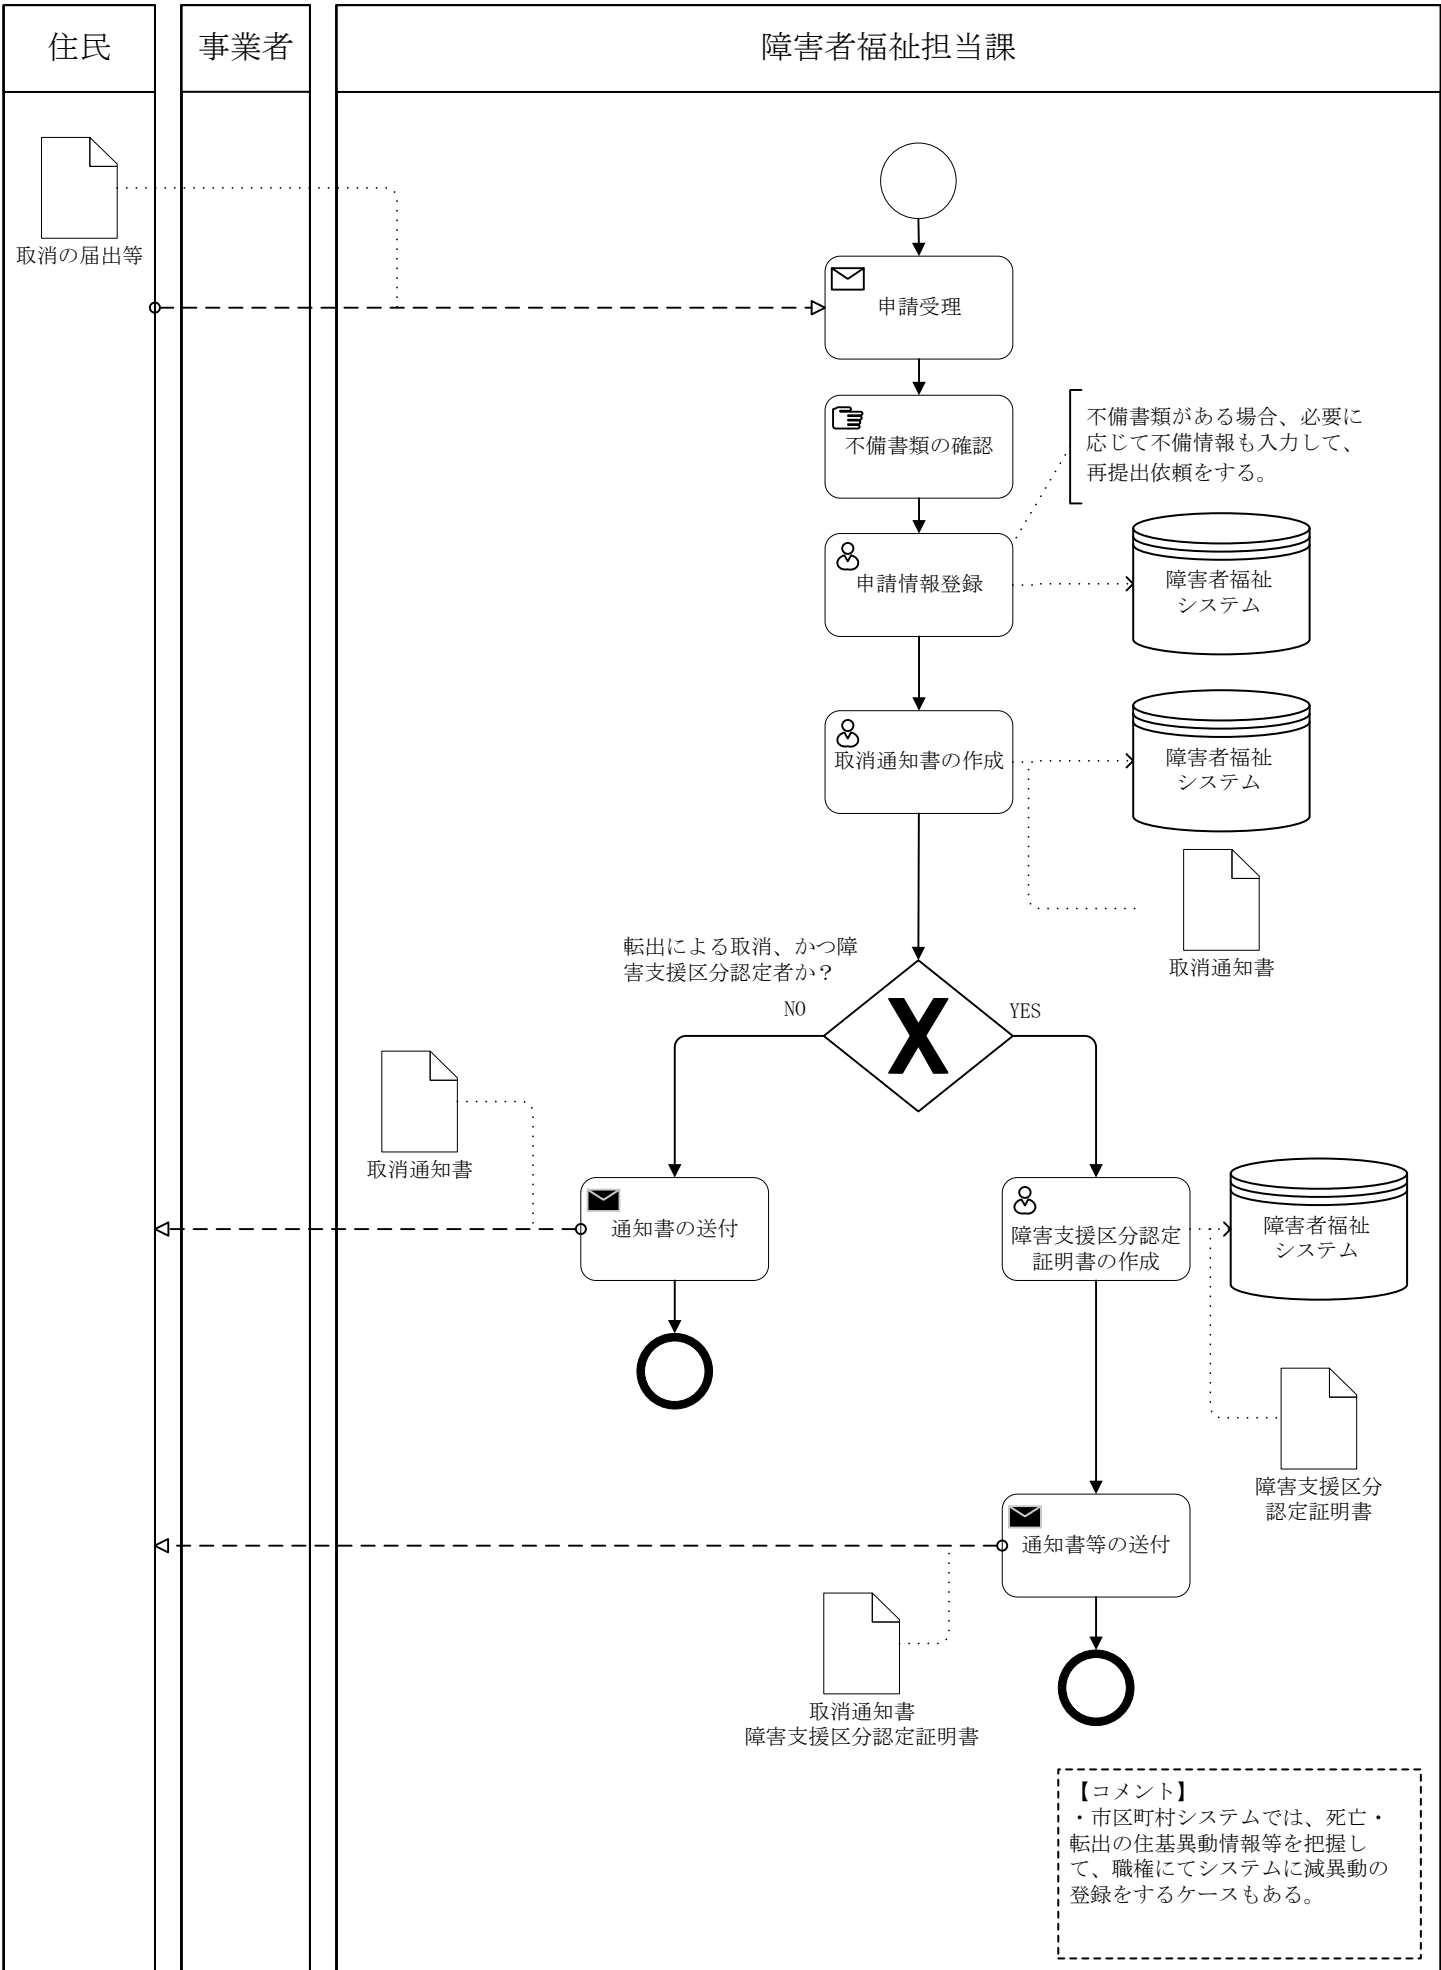 住民
事業者
障害者福祉担当課
取消の届出等
申請受理
不備書類の確認
不備書類がある場合、必要に
応じて不備情報も入力して、
再提出依頼をする。
申請情報登録
障害者福祉
システム
取消通知書の作成
障害者福祉
システム
取消通知書
転出による取消、かつ障
害支援区分認定者か？
NO
YES
取消通知書
通知書の送付
障害支援区分認定
証明書の作成
障害者福祉
システム
障害支援区分
認定証明書
通知書等の送付
取消通知書
障害支援区分認定証明書
【コメント】
・市区町村システムでは、死亡・
転出の住基異動情報等を把握し
て、職権にてシステムに減異動の
登録をするケースもある。